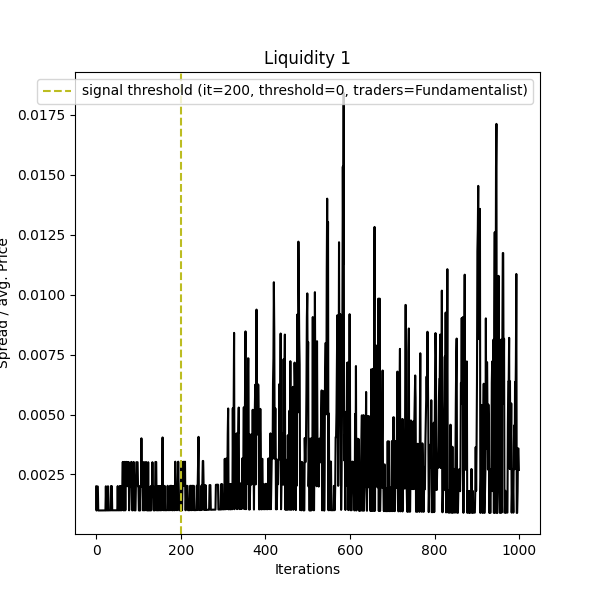 Liquidity 1
signal threshold (it=200, threshold=0, traders=Fundamentalist)
0.0175
0.0150
0.0125
0.0100
0.0075
0.0050
0.0025
Spread / avg. Price
0 200 400 600 800 1000
Iterations